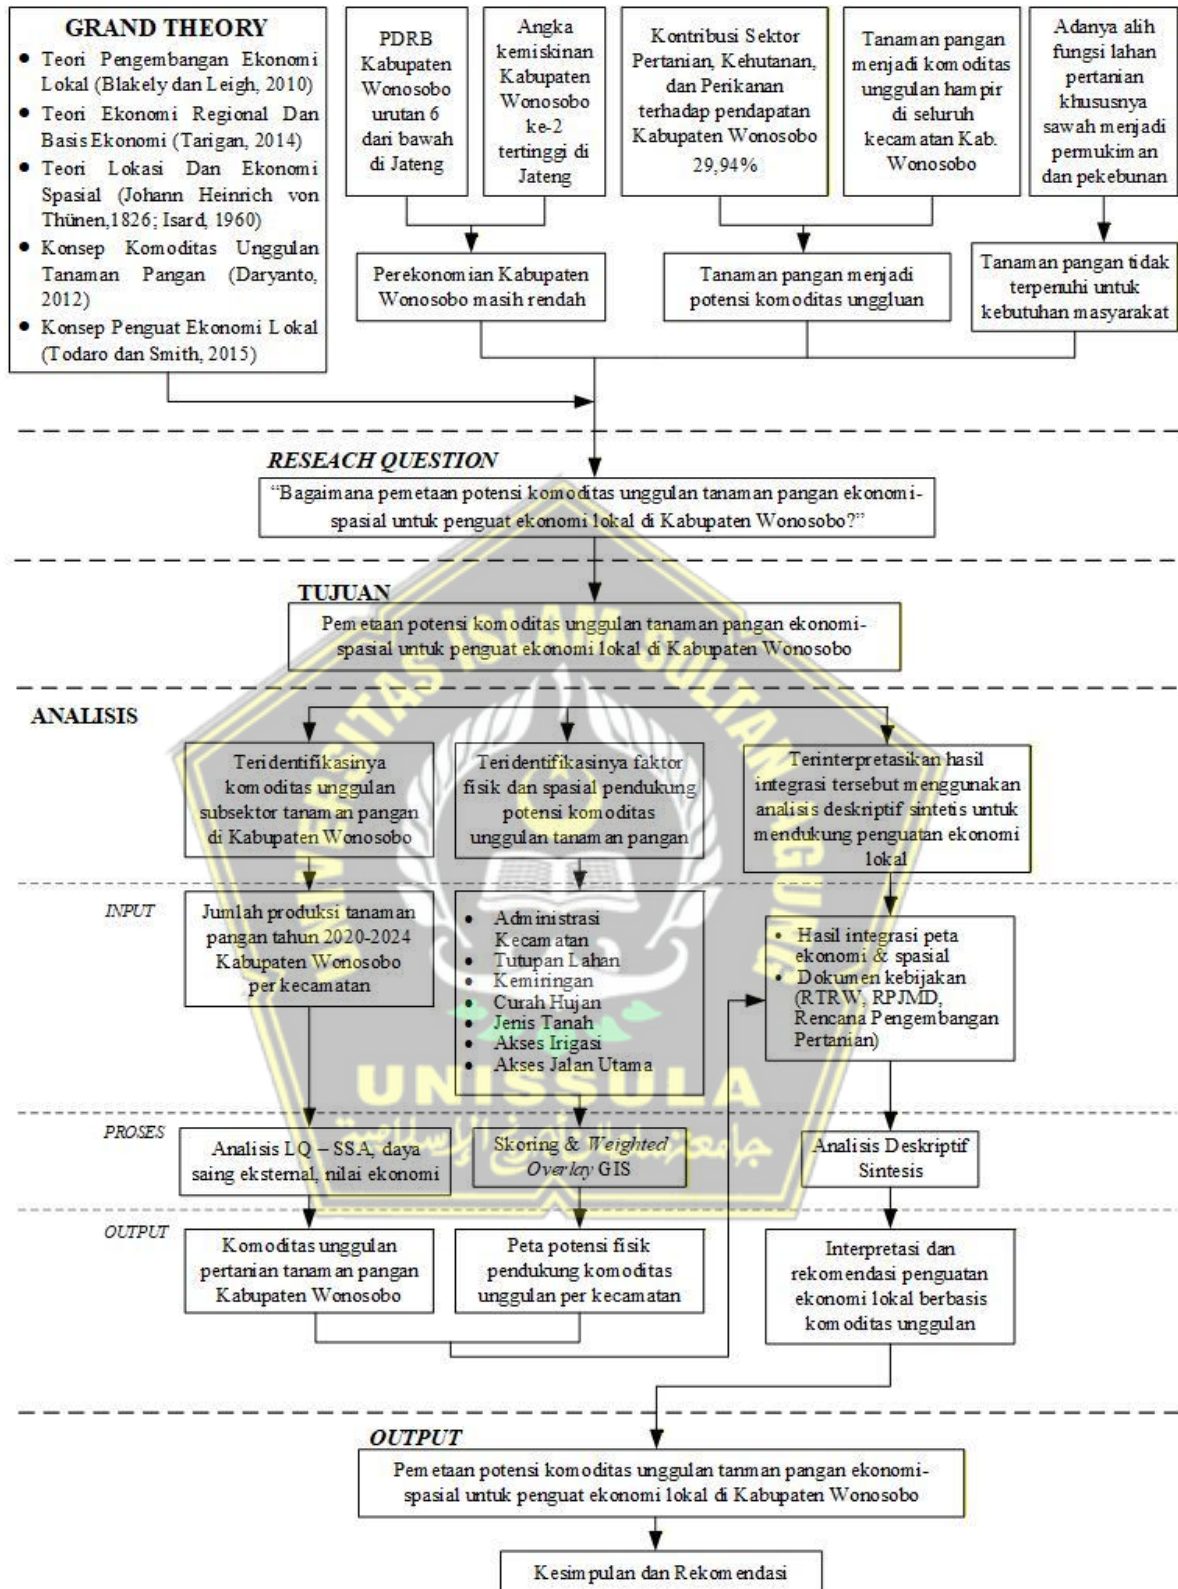 GRAND THEORY
● Teori Pengembangan Ekonomi
Lokal (Blakely dan Leigh, 2010)
● Teori Ekonomi Regional Dan
Basis Ekonomi (Tarigan, 2014)
● Teori Lokasi Dan Ekonomi
Spasial (Johann Heinrich von
Thünen,1826; Isard, 1960)
● Konsep Komoditas Unggulan
Tanaman Pangan (Daryanto,
2012)
● Konsep Penguat Ekonomi Lokal
(Todaro dan Smith, 2015)
PDRB
Kabupaten
Wonosobo
urutan 6
dari bawah
di Jateng
Angka
kemiskinan
Kabupaten
Wonosobo
ke-2
tertinggi di
Jateng
Kontribusi Sektor
Pertanian, Kehutanan,
dan Perikanan
terhadap pendapatan
Kabupaten Wonosobo
29,94%
Tanaman pangan
menjadi komoditas
unggulan hampir
di seluruh
kecamatan Kab.
Wonosobo
Adanya alih
fungsi lahan
pertanian
khususnya
sawah menjadi
permukiman
dan pekebunan
Perekonomian Kabupaten
Wonosobo masih rendah
Tanaman pangan menjadi
potensi komoditas unggluan
Tanaman pangan tidak
terpenuhi untuk
kebutuhan masyarakat
RESEACH QUESTION
“Bagaimana pemetaan potensi komoditas unggulan tanaman pangan ekonomi-
spasial untuk penguat ekonomi lokal di Kabupaten Wonosobo?”
TUJUAN
Pemetaan potensi komoditas unggulan tanaman pangan ekonomi-
spasial untuk penguat ekonomi lokal di Kabupaten Wonosobo
ANALISIS
Teridentifikasinya
komoditas unggulan
subsektor tanaman pangan
di Kabupaten Wonosobo
Teridentifikasinya faktor
fisik dan spasial pendukung
potensi komoditas
unggulan tanaman pangan
Terinterpretasikan hasil
integrasi tersebut menggunakan
analisis deskriptif sintetis untuk
mendukung penguatan ekonomi
lokal
INPUT
Jumlah produksi tanaman
pangan tahun 2020-2024
Kabupaten Wonosobo
per kecamatan
● Administrasi
Kecamatan
● Tutupan Lahan
● Kemiringan
● Curah Hujan
● Jenis Tanah
● Akses Irigasi
● Akses Jalan Utama
• Hasil integrasi peta
ekonomi & spasial
• Dokumen kebijakan
(RTRW, RPJMD,
Rencana Pengembangan
Pertanian)
PROSES
Analisis LQ – SSA, daya
saing eksternal, nilai ekonomi
Skoring & Weighted
Overlay GIS
Analisis Deskriptif
Sintesis
OUTPUT
Komoditas unggulan
pertanian tanaman pangan
Kabupaten Wonosobo
Peta potensi fisik
pendukung komoditas
unggulan per kecamatan
Interpretasi dan
rekomendasi penguatan
ekonomi lokal berbasis
komoditas unggulan
OUTPUT
Pemetaan potensi komoditas unggulan tanman pangan ekonomi-
spasial untuk penguat ekonomi lokal di Kabupaten Wonosobo
Kesimpulan dan Rekomendasi
UNIVERSITAS ISLAM SULTAN AGUNG
UNISSULA
جامعة سلطان أجونج الإسلامية